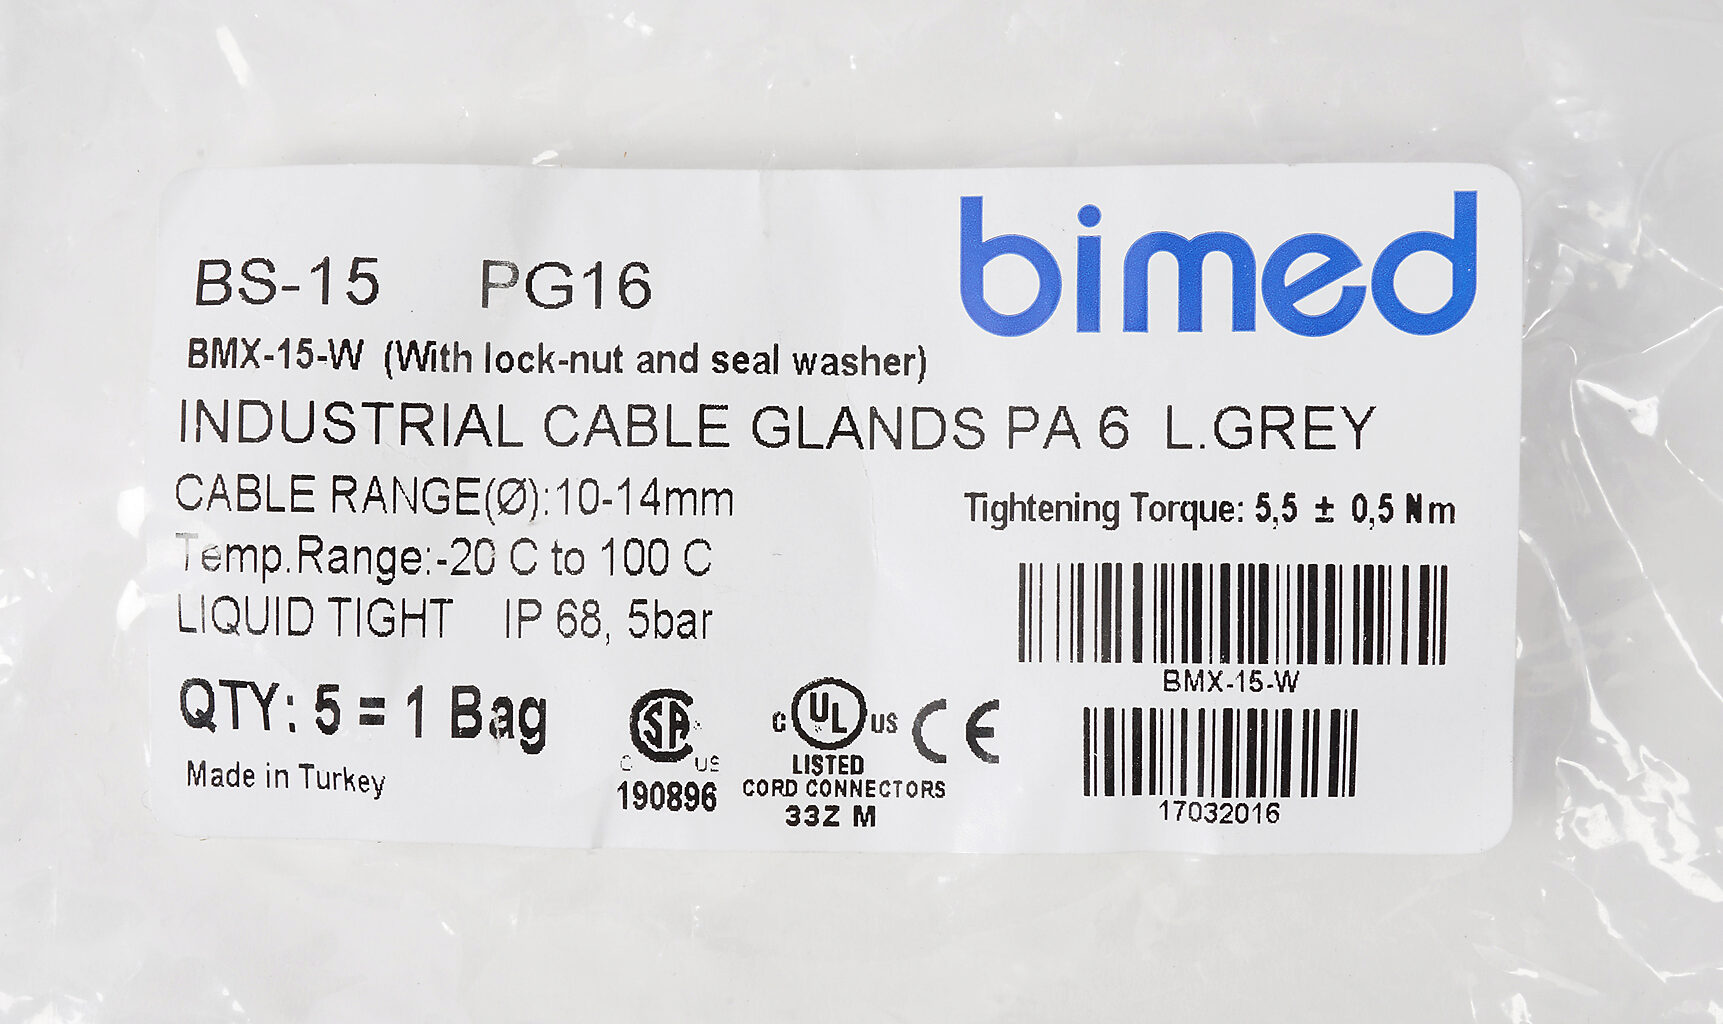 bimed
BS-15 PG16
BMX-15-W (With lock-nut and seal washer)
INDUSTRIAL CABLE GLANDS PA 6 L.GREY
CABLE RANGE(Ø):10-14mm
Tightening Torque: 5,5 ± 0,5 Nm
Temp.Range:-20 C to 100 C
LIQUID TIGHT IP 68, 5bar
BMX-15-W
QTY: 5 = 1 Bag
Made in Turkey
CSA
C US
190896
C UL US
LISTED
CORD CONNECTORS
33Z M
CE
17032016